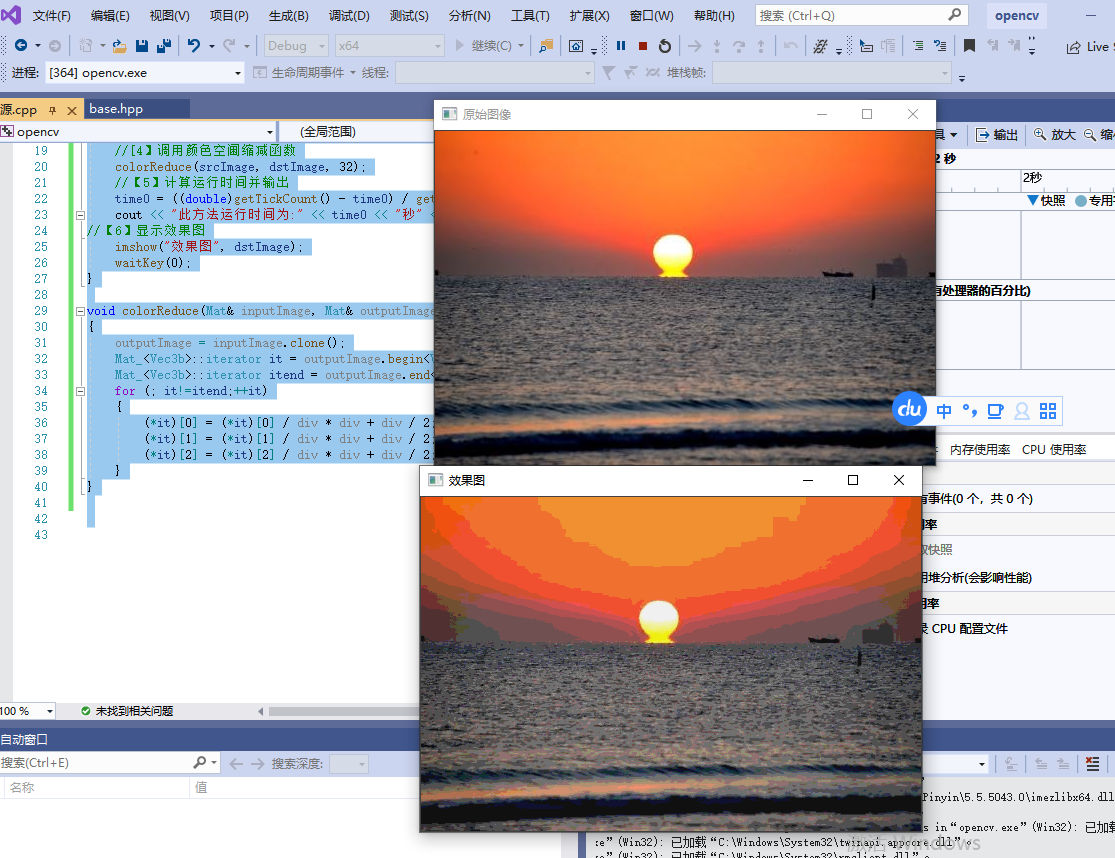 文件(F) 编辑(E) 视图(V) 项目(P) 生成(B) 调试(D) 测试(S) 分析(N) 工具(T) 扩展(X) 窗口(W) 帮助(H) 搜索 (Ctrl+Q) opencv
Debug x64 继续(C) Live
进程: [364] opencv.exe 生命周期事件 线程: 堆栈帧:
源.cpp base.hpp
opencv (全局范围)
原始图像
19 //[4】调用颜色空间缩减函数
20 colorReduce(srcImage, dstImage, 32);
21 //【5】计算运行时间并输出
22 time0 = ((double)getTickCount() - time0) / get
23 cout << "此方法运行时间为:" << time0 << "秒" <
24 //【6】显示效果图
25 imshow("效果图", dstImage);
26 waitKey(0);
27 }
28
29 void colorReduce(Mat& inputImage, Mat& outputImage
30 {
31 outputImage = inputImage.clone();
32 Mat_<Vec3b>::iterator it = outputImage.begin<V
33 Mat_<Vec3b>::iterator itend = outputImage.end<
34 for (; it!=itend;++it)
35 {
36 (*it)[0] = (*it)[0] / div * div + div / 2;
37 (*it)[1] = (*it)[1] / div * div + div / 2;
38 (*it)[2] = (*it)[2] / div * div + div / 2;
39 }
40 }
41
42
43
效果图
输出 放大
2 秒
2秒
快照 专用字
有处理器的百分比)
du 中
内存使用率 CPU 使用率
有事件(0 个，共 0 个)
用率
取快照
用堆分析(会影响性能)
用率
录 CPU 配置文件
100 % 未找到相关问题
自动窗口
搜索(Ctrl+E) 搜索深度:
名称 值
Pinyin\5.5.5043.0\imezlibx64.dll
s in“opencv.exe”(Win32): 已加载
:e”(Win32): 已加载“C:\Windows\System32\twinapi.appcore.dll”。
:e”(Win32): 已加载“C:\Windows\System32\rmclient.dll”。
激活 Windows